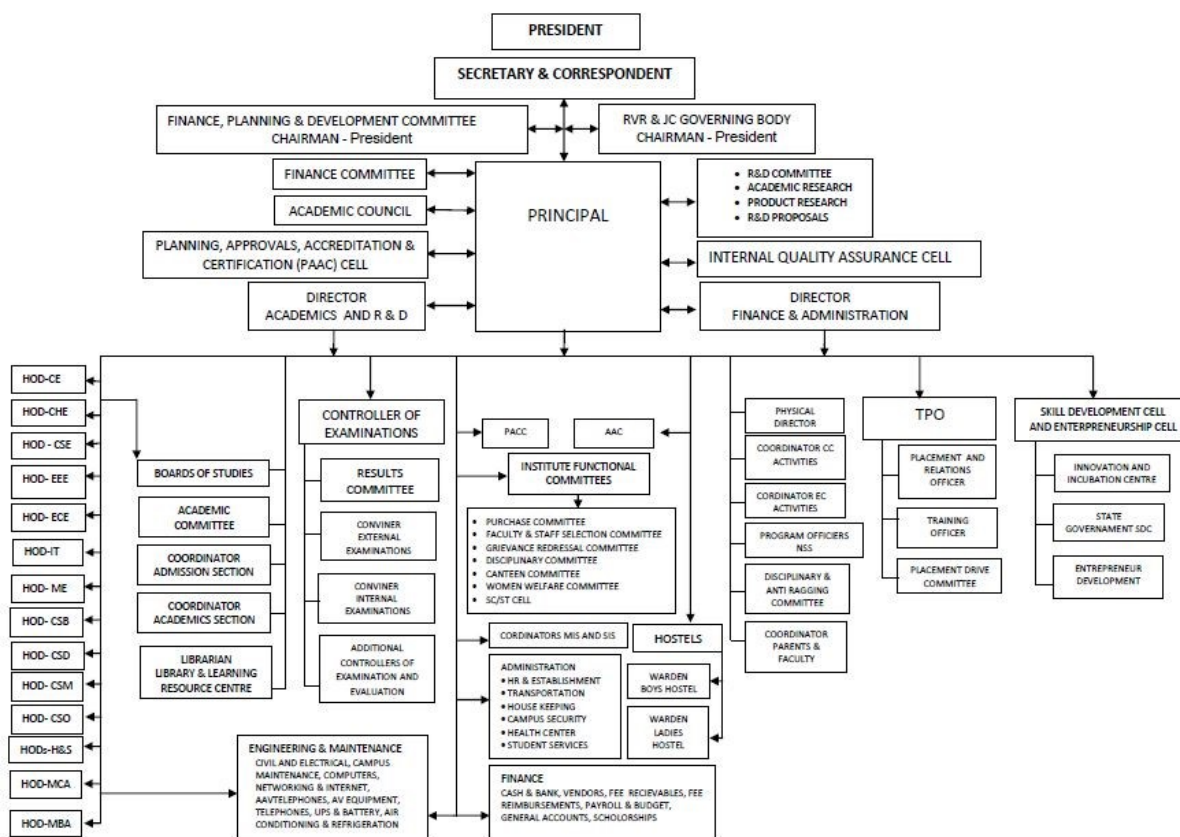 PRESIDENT
SECRETARY & CORRESPONDENT
FINANCE, PLANNING & DEVELOPMENT COMMITTEE
CHAIRMAN - President
RVR & JC GOVERNING BODY
CHAIRMAN - President
FINANCE COMMITTEE
ACADEMIC COUNCIL
PLANNING, APPROVALS, ACCREDITATION &
CERTIFICATION (PAAC) CELL
DIRECTOR
ACADEMICS AND R & D
PRINCIPAL
• R&D COMMITTEE
• ACADEMIC RESEARCH
• PRODUCT RESEARCH
• R&D PROPOSALS
INTERNAL QUALITY ASSURANCE CELL
DIRECTOR
FINANCE & ADMINISTRATION
HOD-CE
HOD-CHE
HOD - CSE
HOD- EEE
HOD- ECE
HOD-IT
HOD- ME
HOD- CSB
HOD- CSD
HOD- CSM
HOD- CSO
HODs-H&S
HOD-MCA
HOD-MBA
BOARDS OF STUDIES
ACADEMIC
COMMITTEE
COORDINATOR
ADMISSION SECTION
COORDINATOR
ACADEMICS SECTION
LIBRARIAN
LIBRARY & LEARNING
RESOURCE CENTRE
CONTROLLER OF
EXAMINATIONS
RESULTS
COMMITTEE
CONVINER
EXTERNAL
EXAMINATIONS
CONVINER
INTERNAL
EXAMINATIONS
ADDITIONAL
CONTROLLERS OF
EXAMINATION AND
EVALUATION
ENGINEERING & MAINTENANCE
CIVIL AND ELECTRICAL, CAMPUS
MAINTENANCE, COMPUTERS,
NETWORKING & INTERNET,
AAVTELEPHONES, AV EQUIPMENT,
TELEPHONES, UPS & BATTERY, AIR
CONDITIONING & REFRIGERATION
PACC
AAC
INSTITUTE FUNCTIONAL
COMMITTEES
• PURCHASE COMMITTEE
• FACULTY & STAFF SELECTION COMMITTEE
• GRIEVANCE REDRESSAL COMMITTEE
• DISCIPLINARY COMMITTEE
• CANTEEN COMMITTEE
• WOMEN WELFARE COMMITTEE
• SC/ST CELL
CORDINATORS MIS AND SIS
ADMINISTRATION
• HR & ESTABLISHMENT
• TRANSPORTATION
• HOUSE KEEPING
• CAMPUS SECURITY
• HEALTH CENTER
• STUDENT SERVICES
HOSTELS
WARDEN
BOYS HOSTEL
WARDEN
LADIES
HOSTEL
FINANCE
CASH & BANK, VENDORS, FEE RECIEVABLES, FEE
REIMBURSEMENTS, PAYROLL & BUDGET,
GENERAL ACCOUNTS, SCHOLORSHIPS
PHYSICAL
DIRECTOR
COORDINATOR CC
ACTIVITIES
CORDINATOR EC
ACTIVITIES
PROGRAM OFFICIERS
NSS
DISCIPLINARY &
ANTI RAGGING
COMMITTEE
COORDINATOR
PARENTS &
FACULTY
TPO
PLACEMENT AND
RELATIONS
OFFICER
TRAINING
OFFICER
PLACEMENT DRIVE
COMMITTEE
SKILL DEVELOPMENT CELL
AND ENTERPRENEURSHIP CELL
INNOVATION AND
INCUBATION CENTRE
STATE
GOVERNAMENT SDC
ENTREPRENEUR
DEVELOPMENT